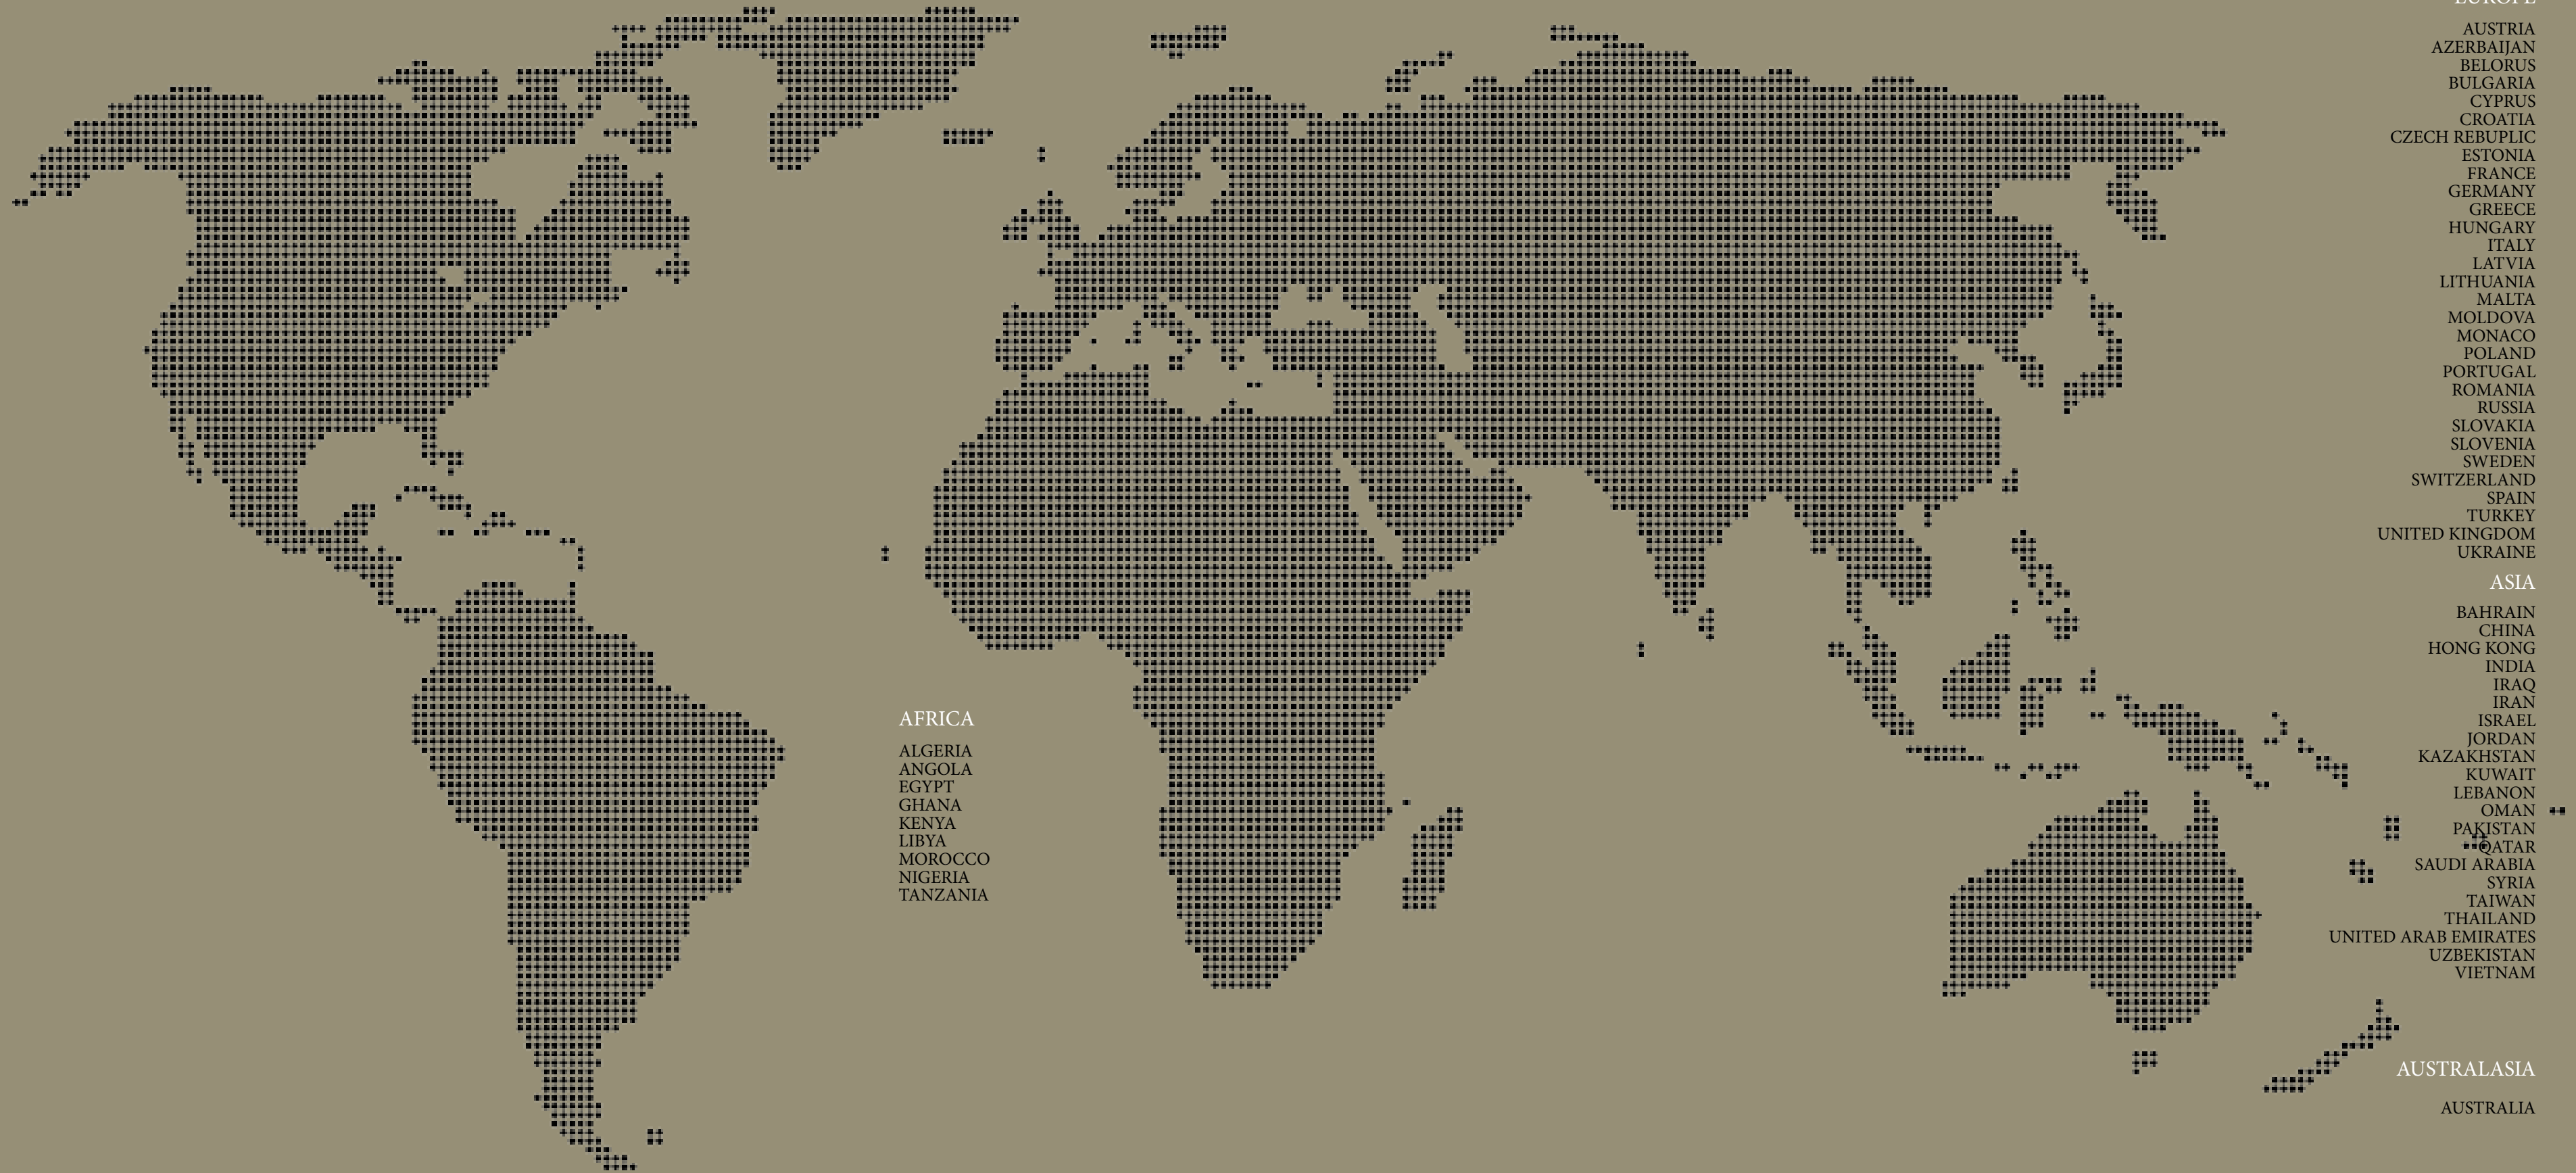 EUROPE
AUSTRIA
AZERBAIJAN
BELORUS
BULGARIA
CYPRUS
CROATIA
CZECH REBUPLIC
ESTONIA
FRANCE
GERMANY
GREECE
HUNGARY
ITALY
LATVIA
LITHUANIA
MALTA
MOLDOVA
MONACO
POLAND
PORTUGAL
ROMANIA
RUSSIA
SLOVAKIA
SLOVENIA
SWEDEN
SWITZERLAND
SPAIN
TURKEY
UNITED KINGDOM
UKRAINE
ASIA
BAHRAIN
CHINA
HONG KONG
INDIA
IRAQ
IRAN
ISRAEL
JORDAN
KAZAKHSTAN
KUWAIT
LEBANON
OMAN
PAKISTAN
QATAR
SAUDI ARABIA
SYRIA
TAIWAN
THAILAND
UNITED ARAB EMIRATES
UZBEKISTAN
VIETNAM
AUSTRALASIA
AUSTRALIA
AFRICA
ALGERIA
ANGOLA
EGYPT
GHANA
KENYA
LIBYA
MOROCCO
NIGERIA
TANZANIA